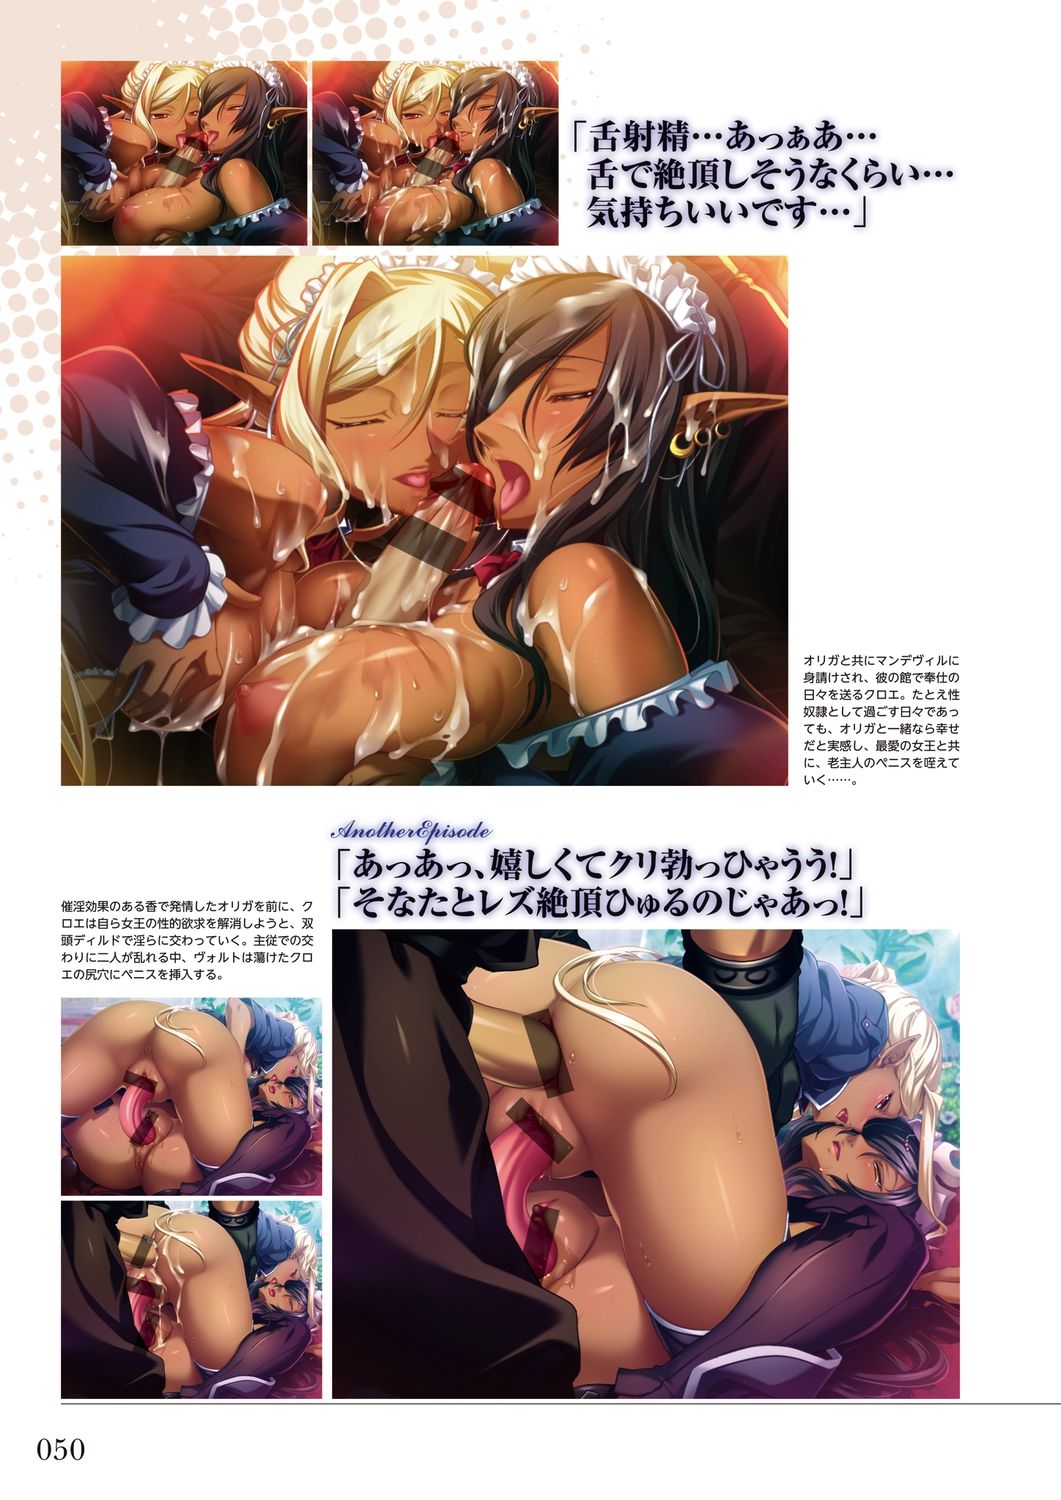 「舌射精…あっぁあ…
舌で絶頂しそうなくらい…
気持ちいいです…」
オリガと共にマンデヴィルに
身請けされ、彼の館で奉仕の
日々を送るクロエ。たとえ性
奴隷として過ごす日々であっ
ても、オリガと一緒なら幸せ
だと実感し、最愛の女王と共
に、老主人のペニスを咥えて
いく……。
AnotherEpisode
「あっあっ、嬉しくてクリ勃っひゃうう!」
「そなたとレズ絶頂ひゅるのじゃあっ!」
催淫効果のある香で発情したオリガを前に、ク
ロエは自ら女王の性的欲求を解消しようと、双
頭ディルドで淫らに交わっていく。主従での交
わりに二人が乱れる中、ヴォルトは蕩けたクロ
エの尻穴にペニスを挿入する。
050